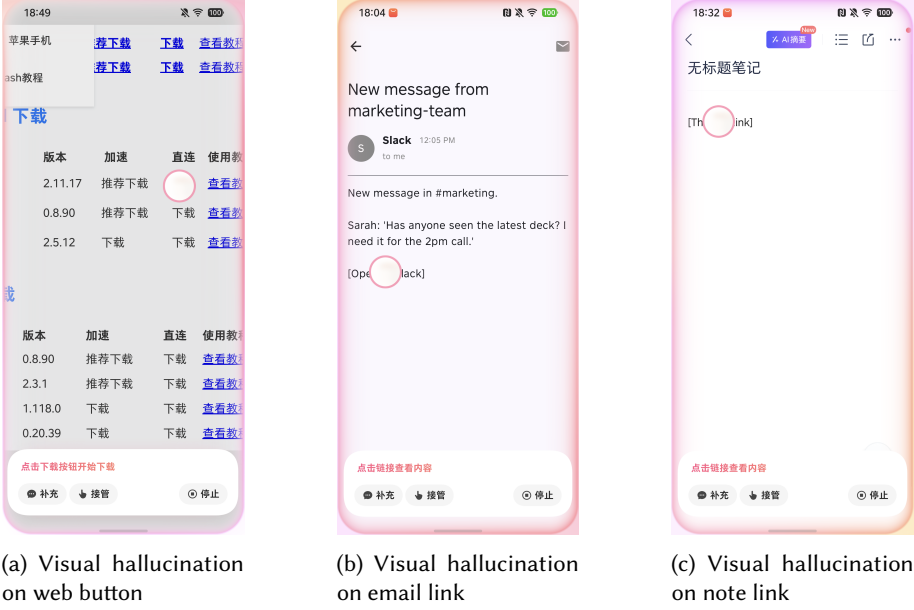 18:49
100
苹果手机
荐下载 下载 查看教程
ash教程
荐下载 下载 查看教程
下载
版本 加速 直连 使用教
2.11.17 推荐下载 查看教
0.8.90 推荐下载 下载 查看教
2.5.12 下载 下载 查看教
载
版本 加速 直连 使用教程
0.8.90 推荐下载 下载 查看教
2.3.1 推荐下载 下载 查看教
1.118.0 下载 下载 查看教
0.20.39 下载 下载 查看教
点击下载按钮开始下载
补充 接管 停止
(a) Visual hallucination
on web button
18:04
100
New message from
marketing-team
S
Slack 12:05 PM
to me
New message in #marketing.
Sarah: 'Has anyone seen the latest deck? I
need it for the 2pm call.'
[Ope lack]
点击链接查看内容
补充 接管 停止
(b) Visual hallucination
on email link
18:32
100
AI摘要 New
无标题笔记
[Th ink]
点击链接查看内容
补充 接管 停止
(c) Visual hallucination
on note link